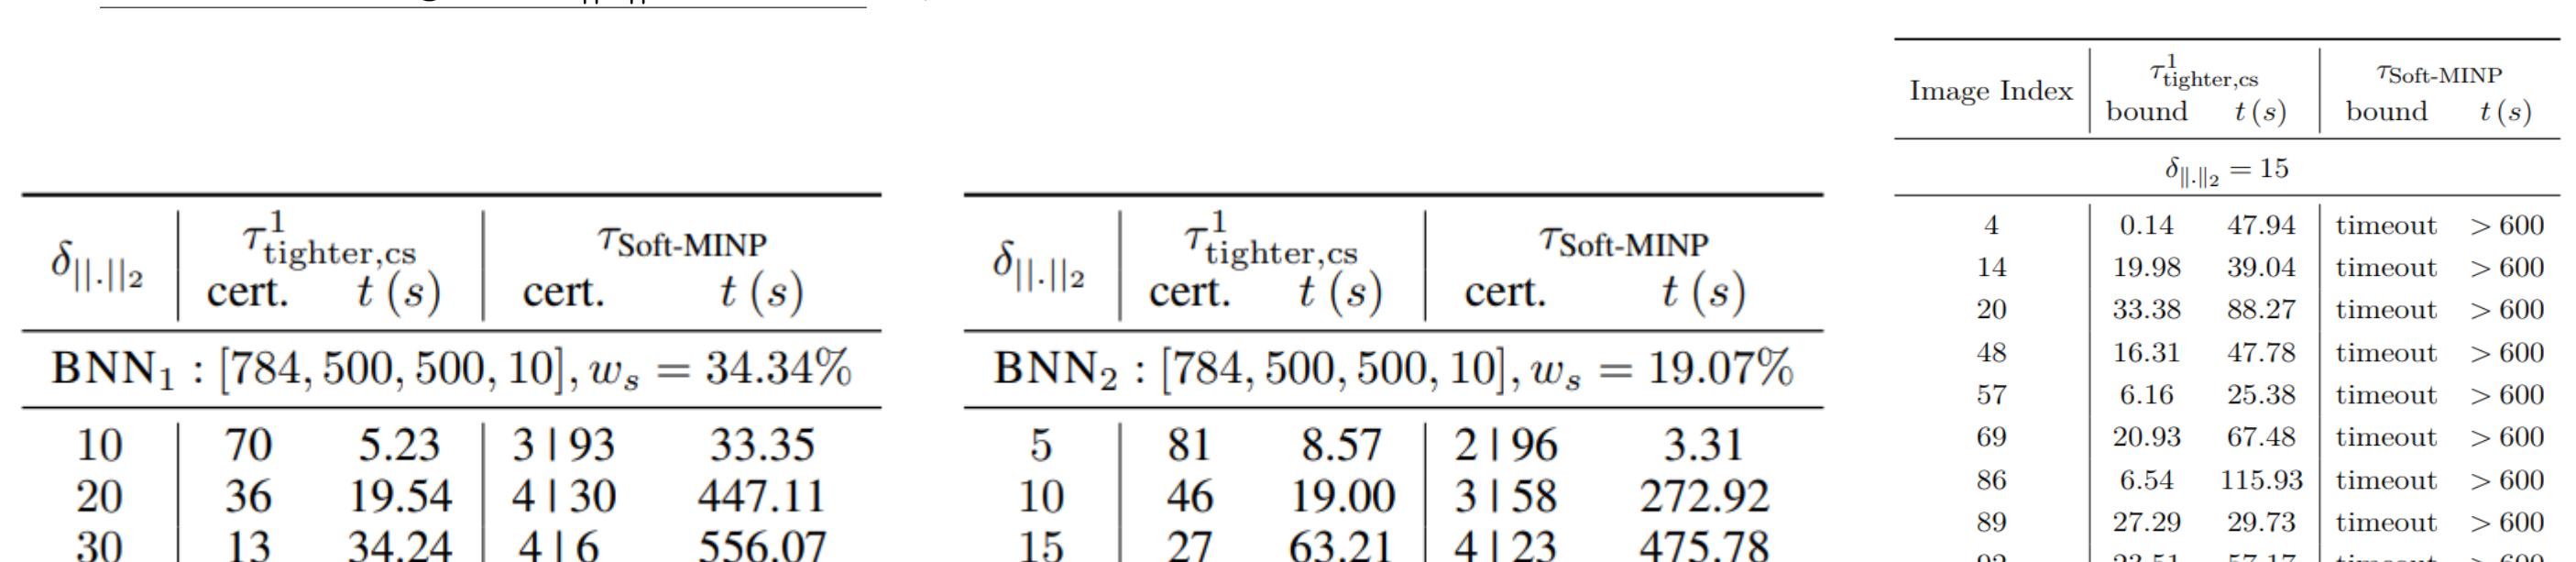 δ||.||₂ τ¹tighter,cs τSoft-MINP
cert. t (s) cert. t (s)
BNN₁ : [784, 500, 500, 10], wₛ = 34.34%
10 70 5.23 3 | 93 33.35
20 36 19.54 4 | 30 447.11
30 13 34.24 4 | 6 556.07
δ||.||₂ τ¹tighter,cs τSoft-MINP
cert. t (s) cert. t (s)
BNN₂ : [784, 500, 500, 10], wₛ = 19.07%
5 81 8.57 2 | 96 3.31
10 46 19.00 3 | 58 272.92
15 27 63.21 4 | 23 475.78
Image Index τ¹tighter,cs τSoft-MINP
bound t (s) bound t (s)
δ||.||₂ = 15
4 0.14 47.94 timeout > 600
14 19.98 39.04 timeout > 600
20 33.38 88.27 timeout > 600
48 16.31 47.78 timeout > 600
57 6.16 25.38 timeout > 600
69 20.93 67.48 timeout > 600
86 6.54 115.93 timeout > 600
89 27.29 29.73 timeout > 600